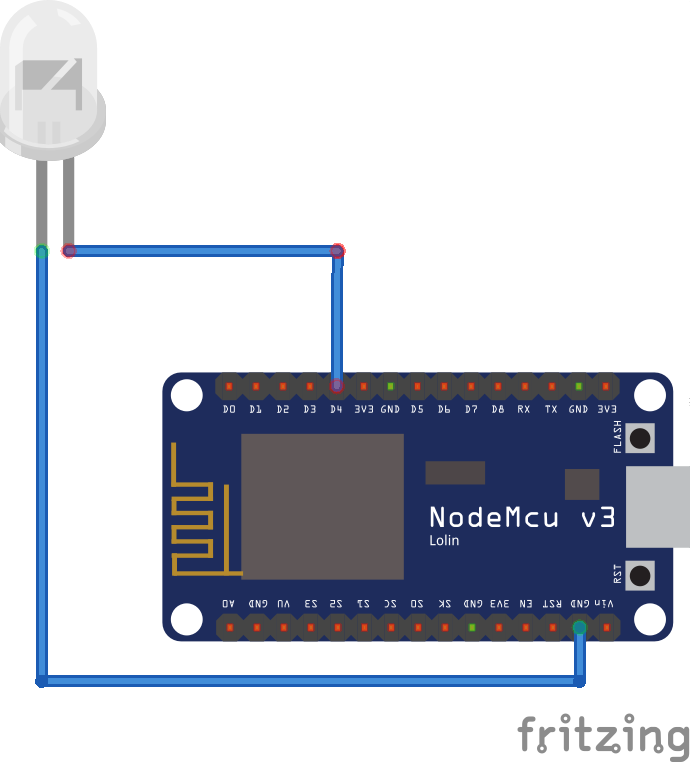 D0 D1 D2 D3 D4 3V3 GND D5 D6 D7 D8 RX TX GND 3V3
FLASH
NodeMcu v3
Lolin
RST
A0 GND VU S3 S2 S1 SC S0 SK GND 3V3 EN RST GND Vin
fritzing